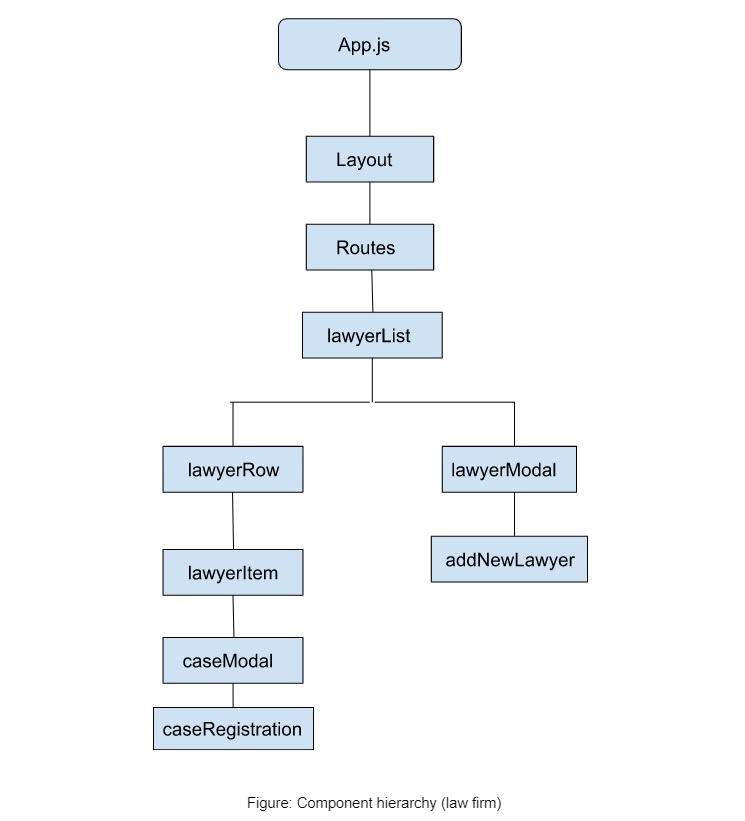 App.js
Layout
Routes
lawyerList
lawyerRow
lawyerModal
lawyerItem
addNewLawyer
caseModal
caseRegistration
Figure: Component hierarchy (law firm)